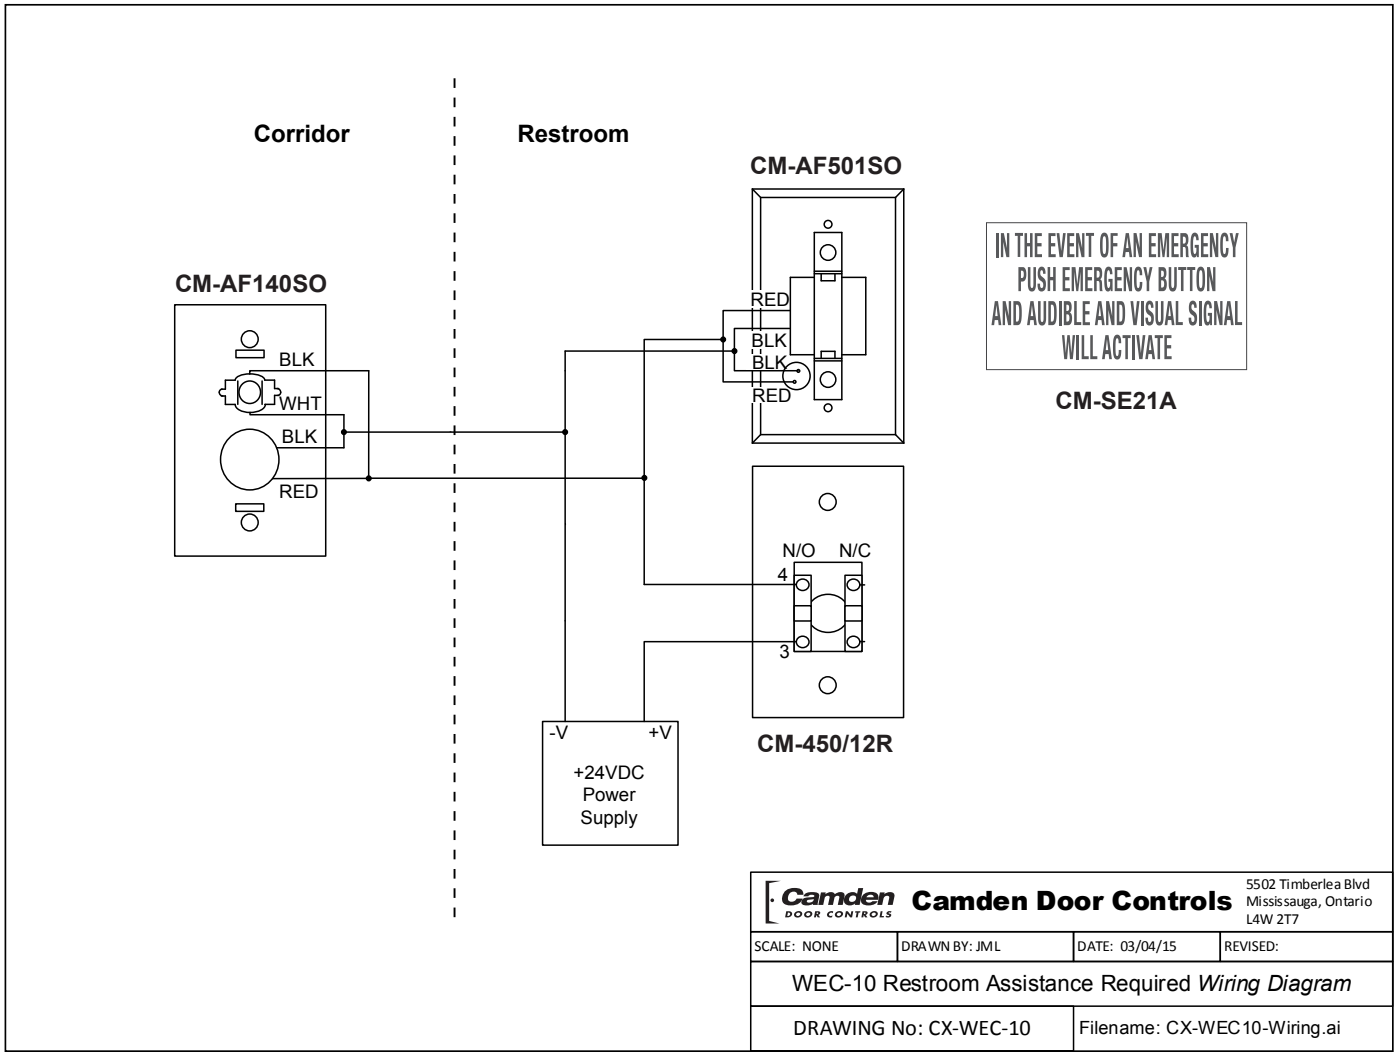 Corridor
Restroom
CM-AF501SO
IN THE EVENT OF AN EMERGENCY
PUSH EMERGENCY BUTTON
AND AUDIBLE AND VISUAL SIGNAL
WILL ACTIVATE
CM-SE21A
CM-AF140SO
BLK
WHT
BLK
RED
RED
BLK
BLK
RED
N/O N/C
4
3
CM-450/12R
-V +V
+24VDC
Power
Supply
Camden
DOOR CONTROLS
Camden Door Controls
5502 Timberlea Blvd
Mississauga, Ontario
L4W 2T7
SCALE: NONE
DRAWN BY: JML
DATE: 03/04/15
REVISED:
WEC-10 Restroom Assistance Required Wiring Diagram
DRAWING No: CX-WEC-10
Filename: CX-WEC10-Wiring.ai